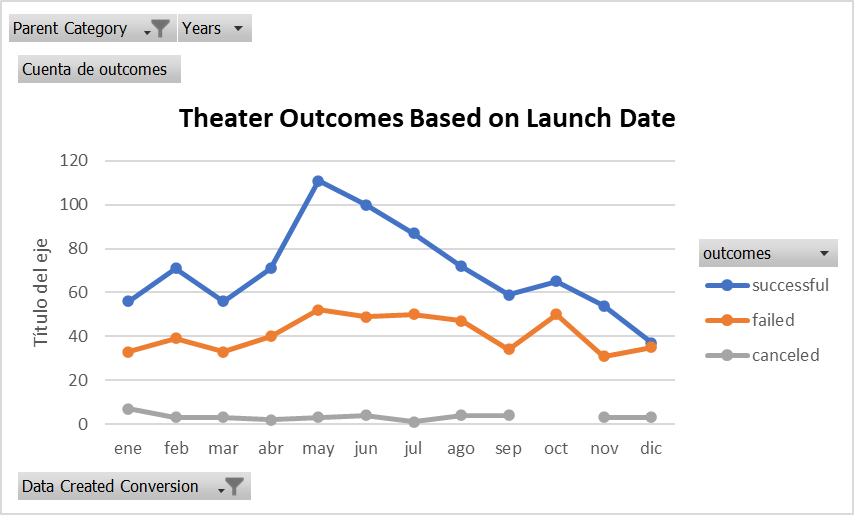 Parent Category Years
Cuenta de outcomes
Theater Outcomes Based on Launch Date
120
100
80
60
40
20
0
Título del eje
ene feb mar abr may jun jul ago sep oct nov dic
outcomes
successful
failed
canceled
Data Created Conversion